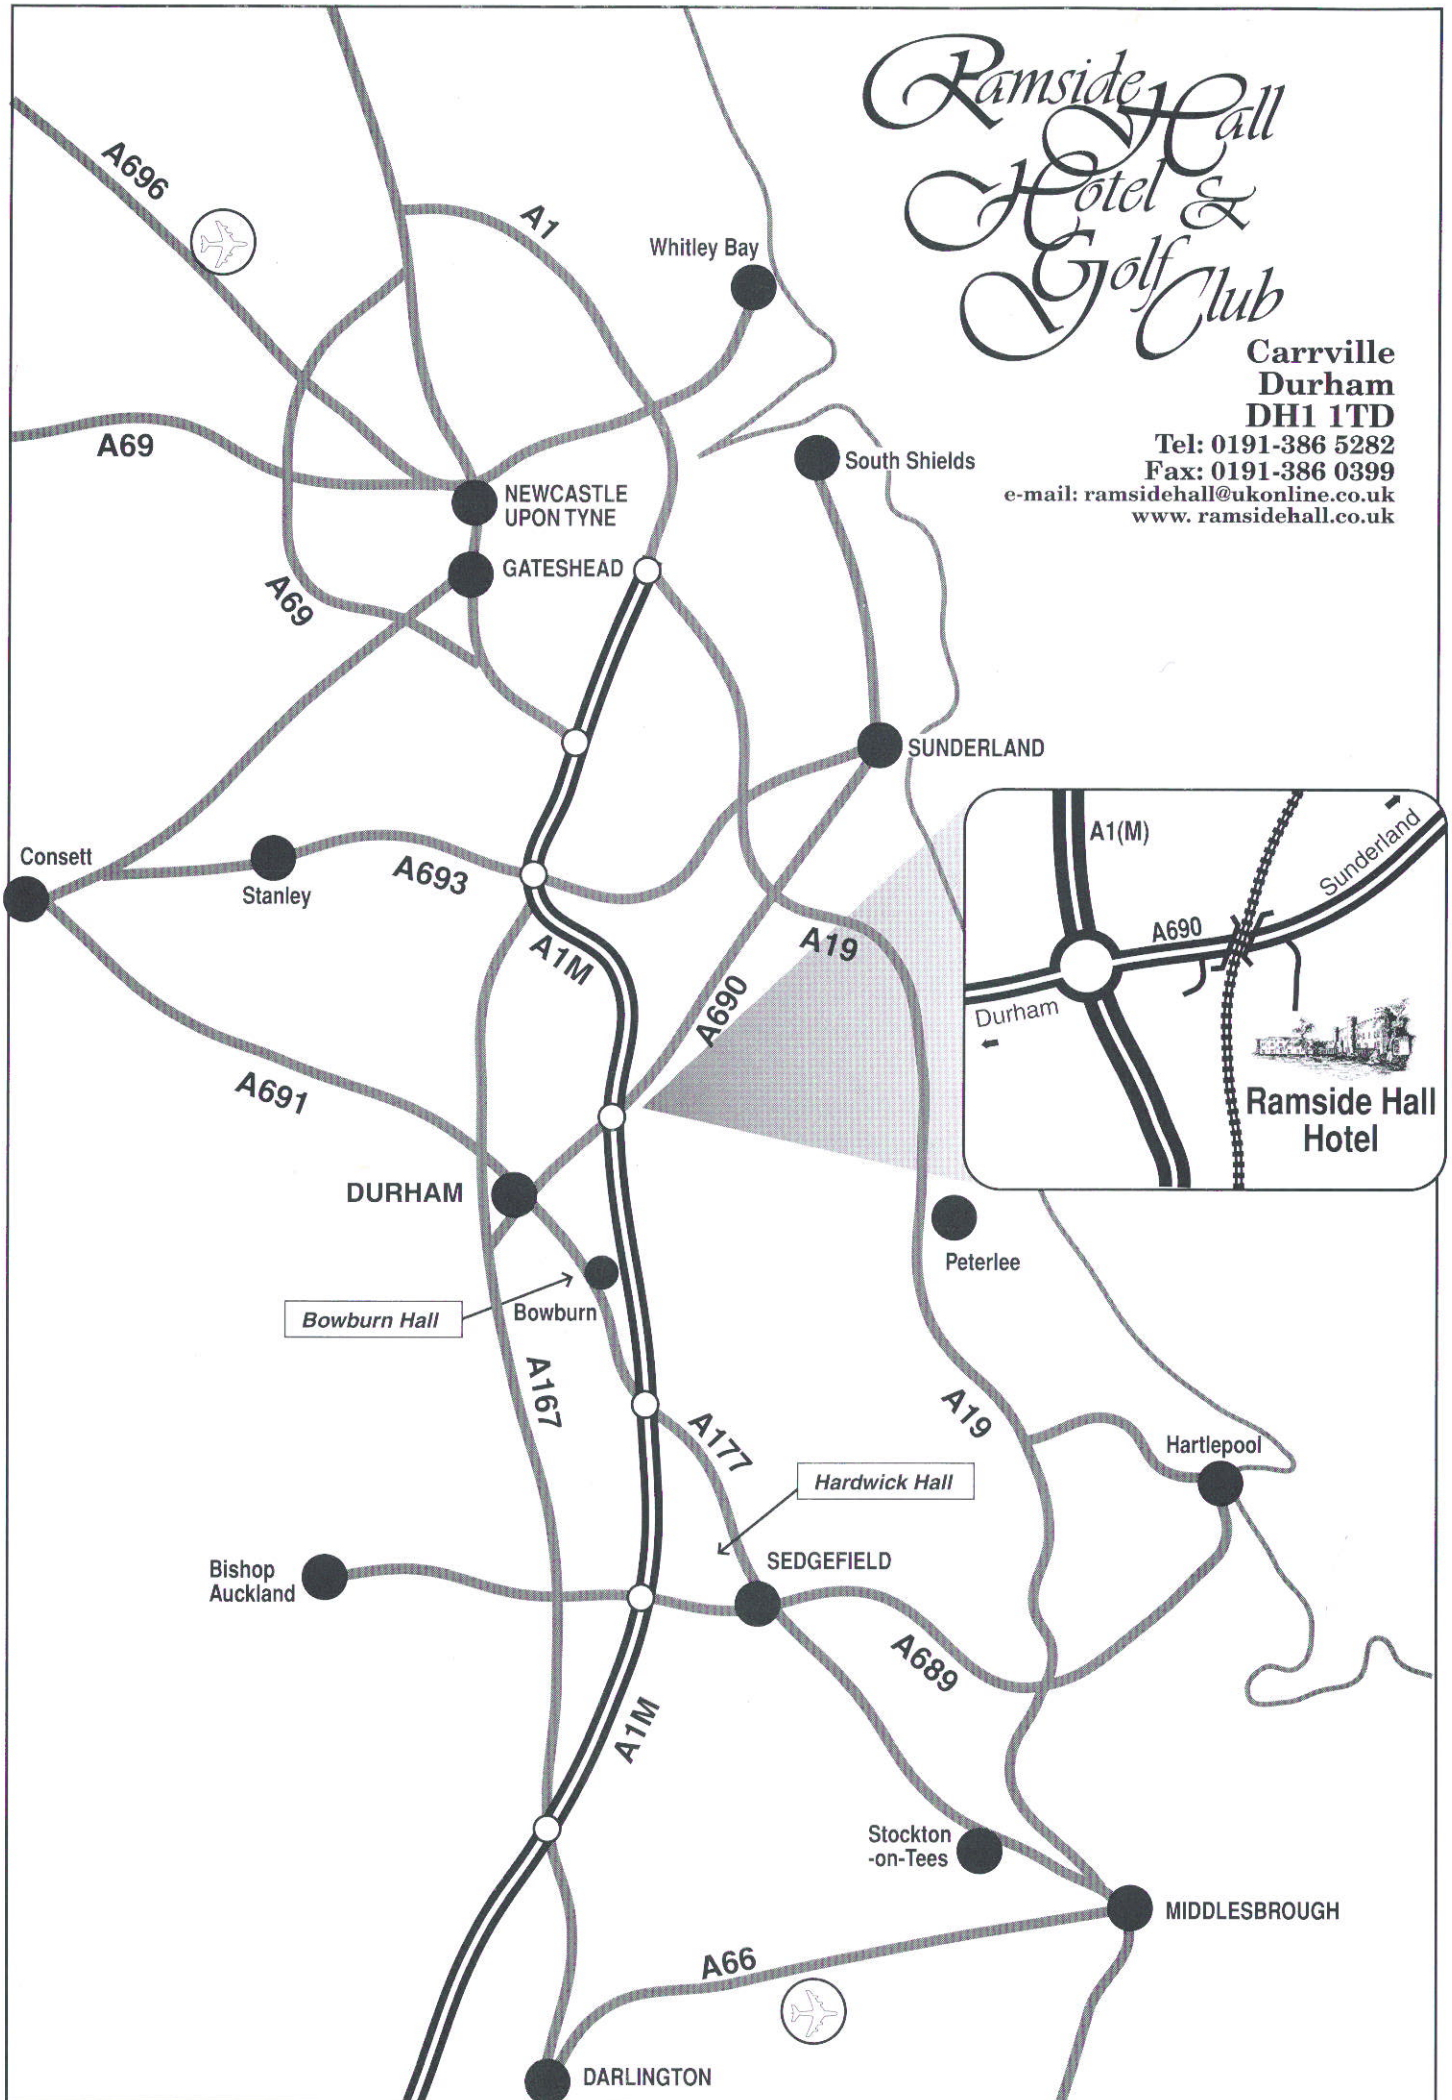 Ramside
Hall
Hotel &
Golf
Club
Carrville
Durham
DH1 1TD
Tel: 0191-386 5282
Fax: 0191-386 0399
e-mail: ramsidehall@ukonline.co.uk
www. ramsidehall.co.uk
A696
A1
Whitley Bay
A69
South Shields
NEWCASTLE
UPON TYNE
GATESHEAD
A69
SUNDERLAND
Consett
Stanley
A693
A1M
A19
A690
A1(M)
Sunderland
A690
Durham
Ramside Hall
Hotel
A691
DURHAM
Peterlee
Bowburn Hall
Bowburn
A167
A177
A19
Hartlepool
Hardwick Hall
SEDGEFIELD
Bishop
Auckland
A689
A1M
Stockton
-on-Tees
MIDDLESBROUGH
A66
DARLINGTON